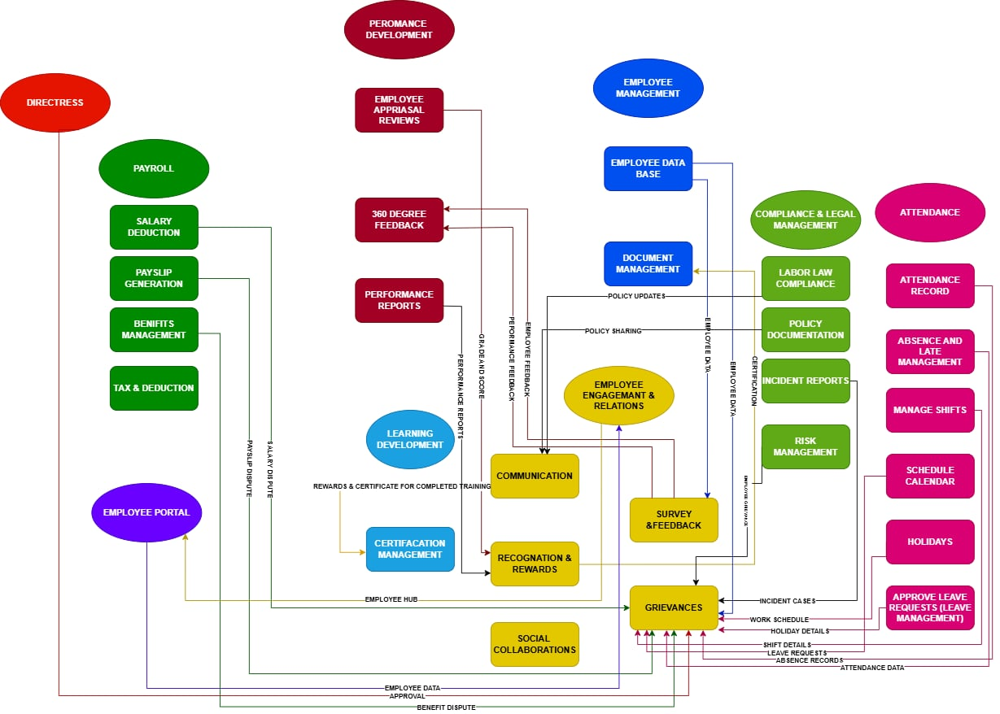 PEROMANCE
DEVELOPMENT
DIRECTRESS
EMPLOYEE
MANAGEMENT
EMPLOYEE
APPRIASAL
REVIEWS
PAYROLL
EMPLOYEE DATA
BASE
COMPLIANCE & LEGAL
MANAGEMENT
ATTENDANCE
SALARY
DEDUCTION
360 DEGREE
FEEDBACK
DOCUMENT
MANAGEMENT
LABOR LAW
COMPLIANCE
ATTENDANCE
RECORD
PAYSLIP
GENERATION
PERFORMANCE
REPORTS
POLICY UPDATES
BENIFITS
MANAGEMENT
POLICY SHARING
POLICY
DOCUMENTATION
ABSENCE AND
LATE
MANAGEMENT
GRADE AND SCORE
PEFORMANCE FEEDBACK
EMPLOYEE FEEDBACK
EMPLOYEE DATA
EMPLOYEE DATA
CERTIFICATION
PERFORMANCE REPORTS
TAX & DEDUCTION
EMPLOYEE
ENGAGEMANT &
RELATIONS
INCIDENT REPORTS
MANAGE SHIFTS
LEARNING
DEVELOPMENT
RISK
MANAGEMENT
PAYSLIP DISPUTE
SALARY DISPUTE
COMMUNICATION
SCHEDULE
CALENDAR
REWARDS & CERTIFICATE FOR COMPLETED TRAINING
EMPLOYEE GRIEVANCE
EMPLOYEE PORTAL
SURVEY
&FEEDBACK
CERTIFACATION
MANAGEMENT
RECOGNATION &
REWARDS
HOLIDAYS
EMPLOYEE HUB
GRIEVANCES
INCIDENT CASES
APPROVE LEAVE
REQUESTS (LEAVE
MANAGEMENT)
WORK SCHEDULE
HOLIDAY DETAILS
SOCIAL
COLLABORATIONS
SHIFT DETAILS
LEAVE REQUESTS
ABSENCE RECORDS
ATTENDANCE DATA
EMPLOYEE DATA
APPROVAL
BENEFIT DISPUTE